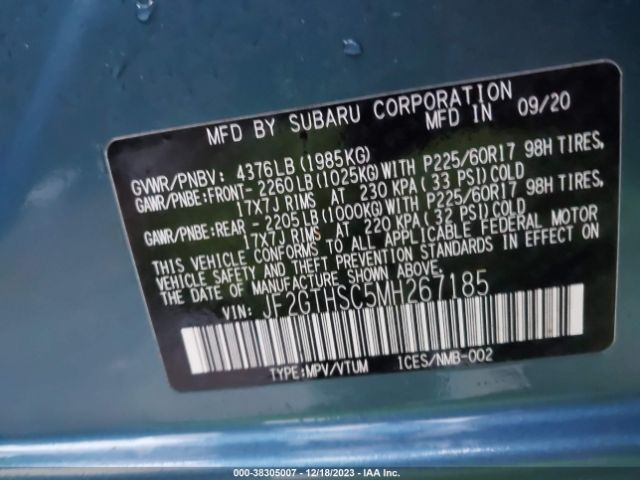 MFD BY SUBARU CORPORATION
MFD IN 09/20
GVWR/PNBV: 4376LB(1985KG)
GAWR/PNBE:FRONT- 2260LB(1025KG)WITH P225/60R17 98H TIRES,
17X7J RIMS AT 230 KPA( 33 PSI)COLD
GAWR/PNBE:REAR - 2205LB(1000KG)WITH P225/60R17 98H TIRES,
17X7J RIMS AT 220 KPA( 32 PSI)COLD
THIS VEHICLE CONFORMS TO ALL APPLICABLE FEDERAL MOTOR
VEHICLE SAFETY AND THEFT PREVENTION STANDARDS IN EFFECT ON
THE DATE OF MANUFACTURE SHOWN ABOVE.
VIN: JF2GTHSC5MH267185
TYPE:MPV/VTUM ICES/NMB-002
000-38305007 - 12/18/2023 - IAA Inc.